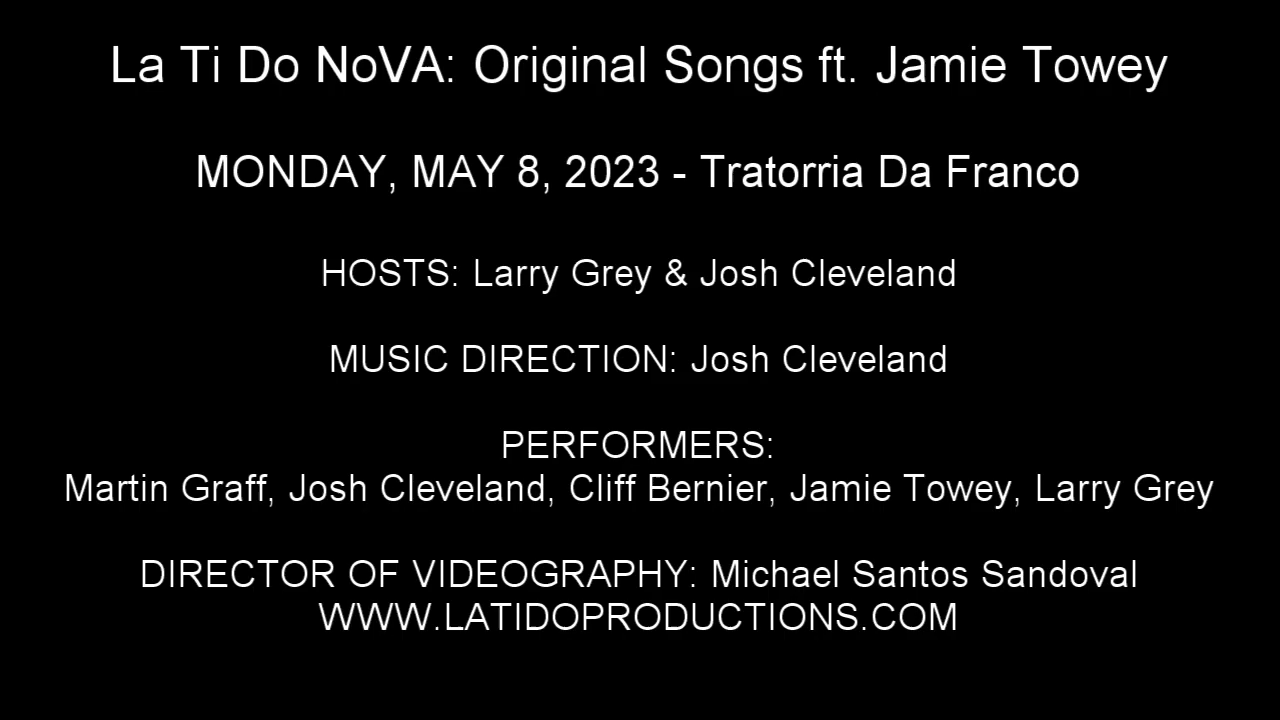 La Ti Do NoVA: Original Songs ft. Jamie Towey
MONDAY, MAY 8, 2023 - Tratorria Da Franco
HOSTS: Larry Grey & Josh Cleveland
MUSIC DIRECTION: Josh Cleveland
PERFORMERS:
Martin Graff, Josh Cleveland, Cliff Bernier, Jamie Towey, Larry Grey
DIRECTOR OF VIDEOGRAPHY: Michael Santos Sandoval
WWW.LATIDOPRODUCTIONS.COM